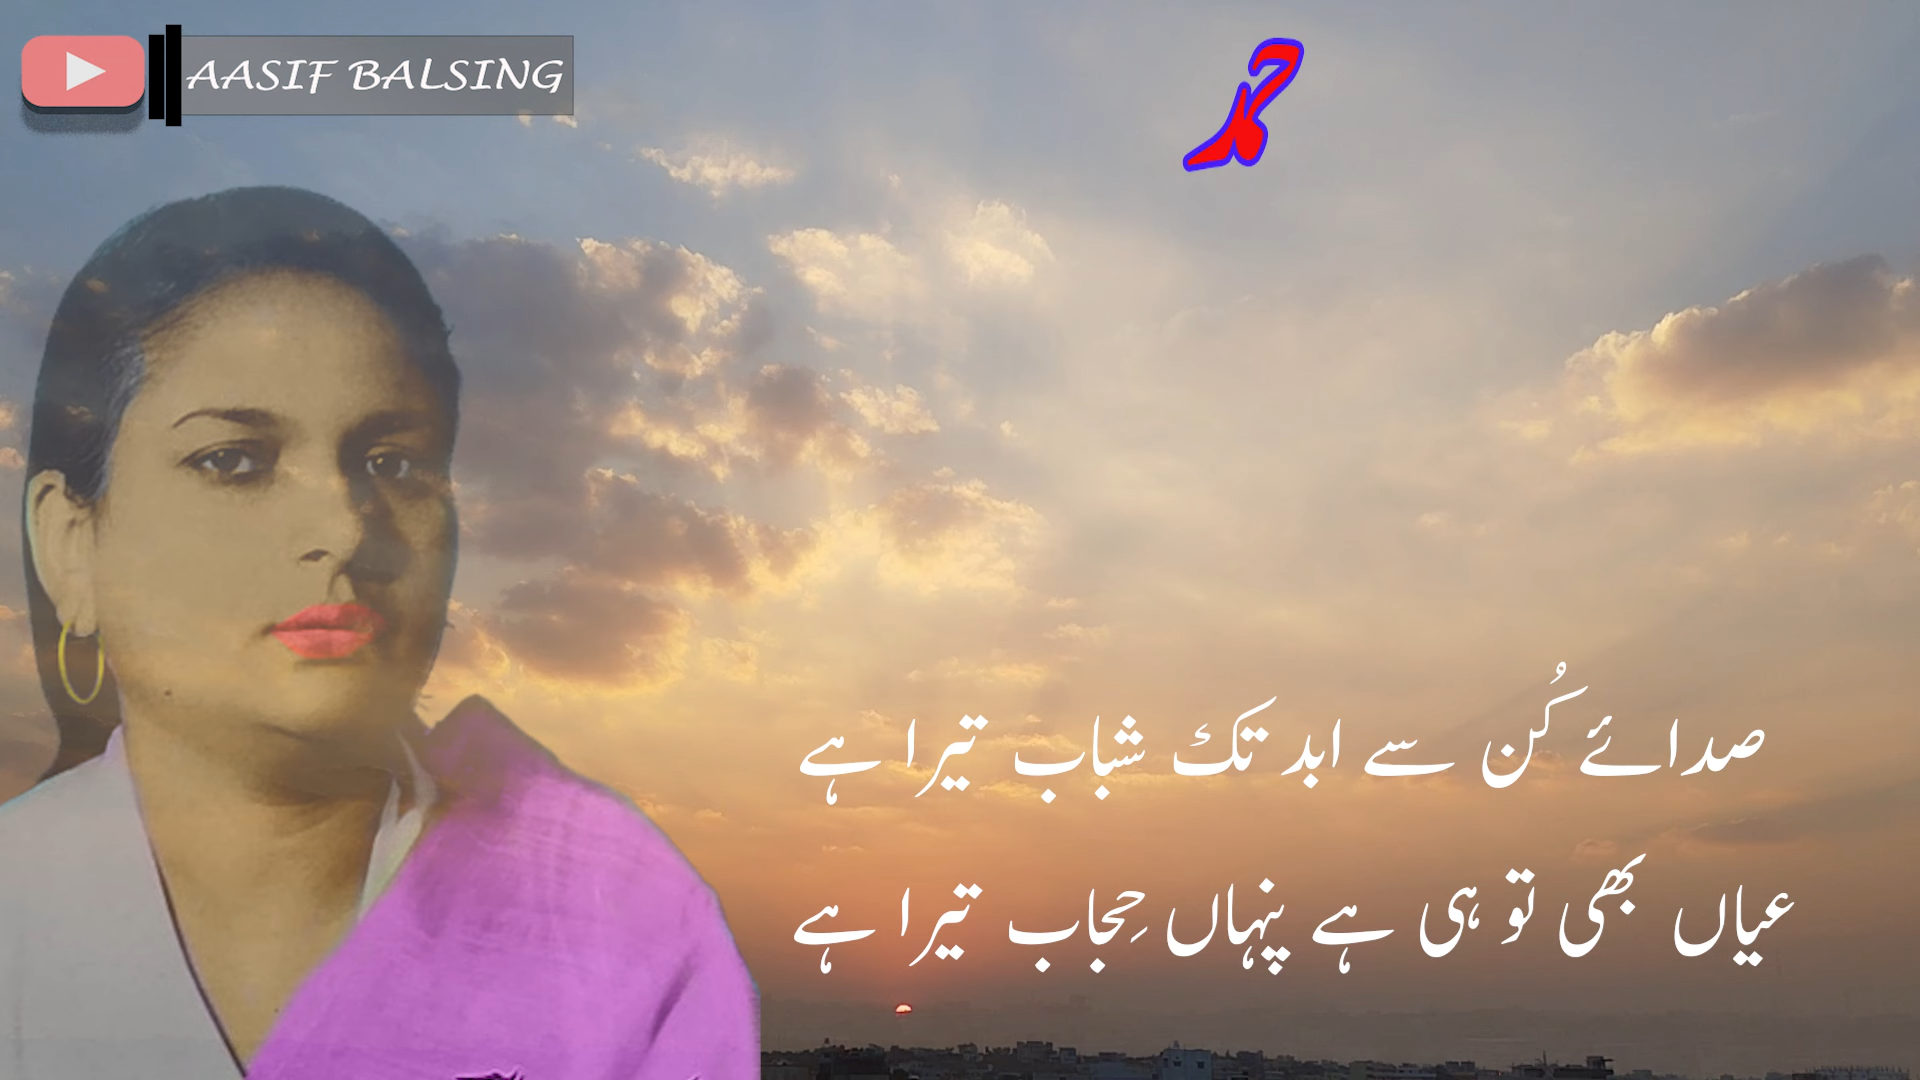 AASIF BALSING
حمد
صدائے کُن سے ابد تک شباب تیرا ہے
عیاں بھی تو ہی ہے پنہاں حِجاب تیرا ہے